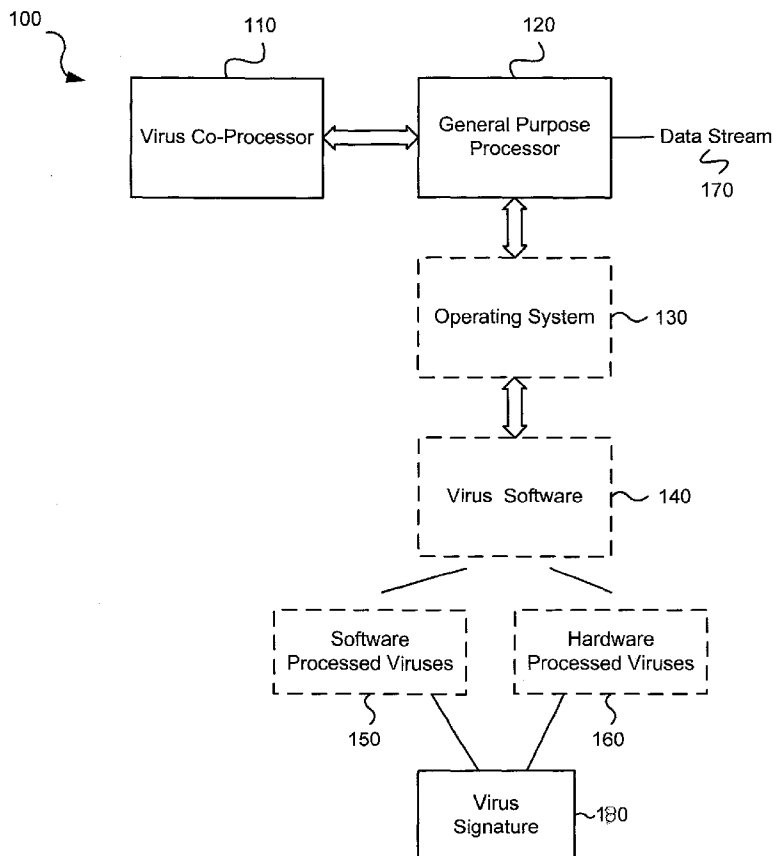 100
110
120
Virus Co-Processor
General Purpose
Processor
Data Stream
170
Operating System
130
Virus Software
140
Software
Processed Viruses
Hardware
Processed Viruses
150
160
Virus
Signature
180